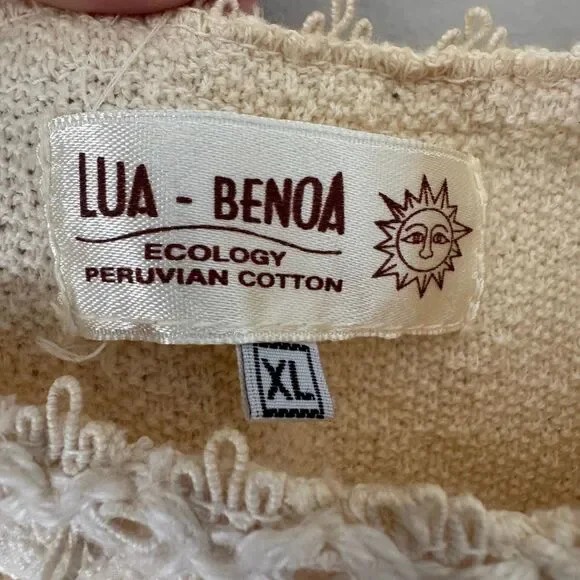 LUA - BENOA
ECOLOGY
PERUVIAN COTTON
XL